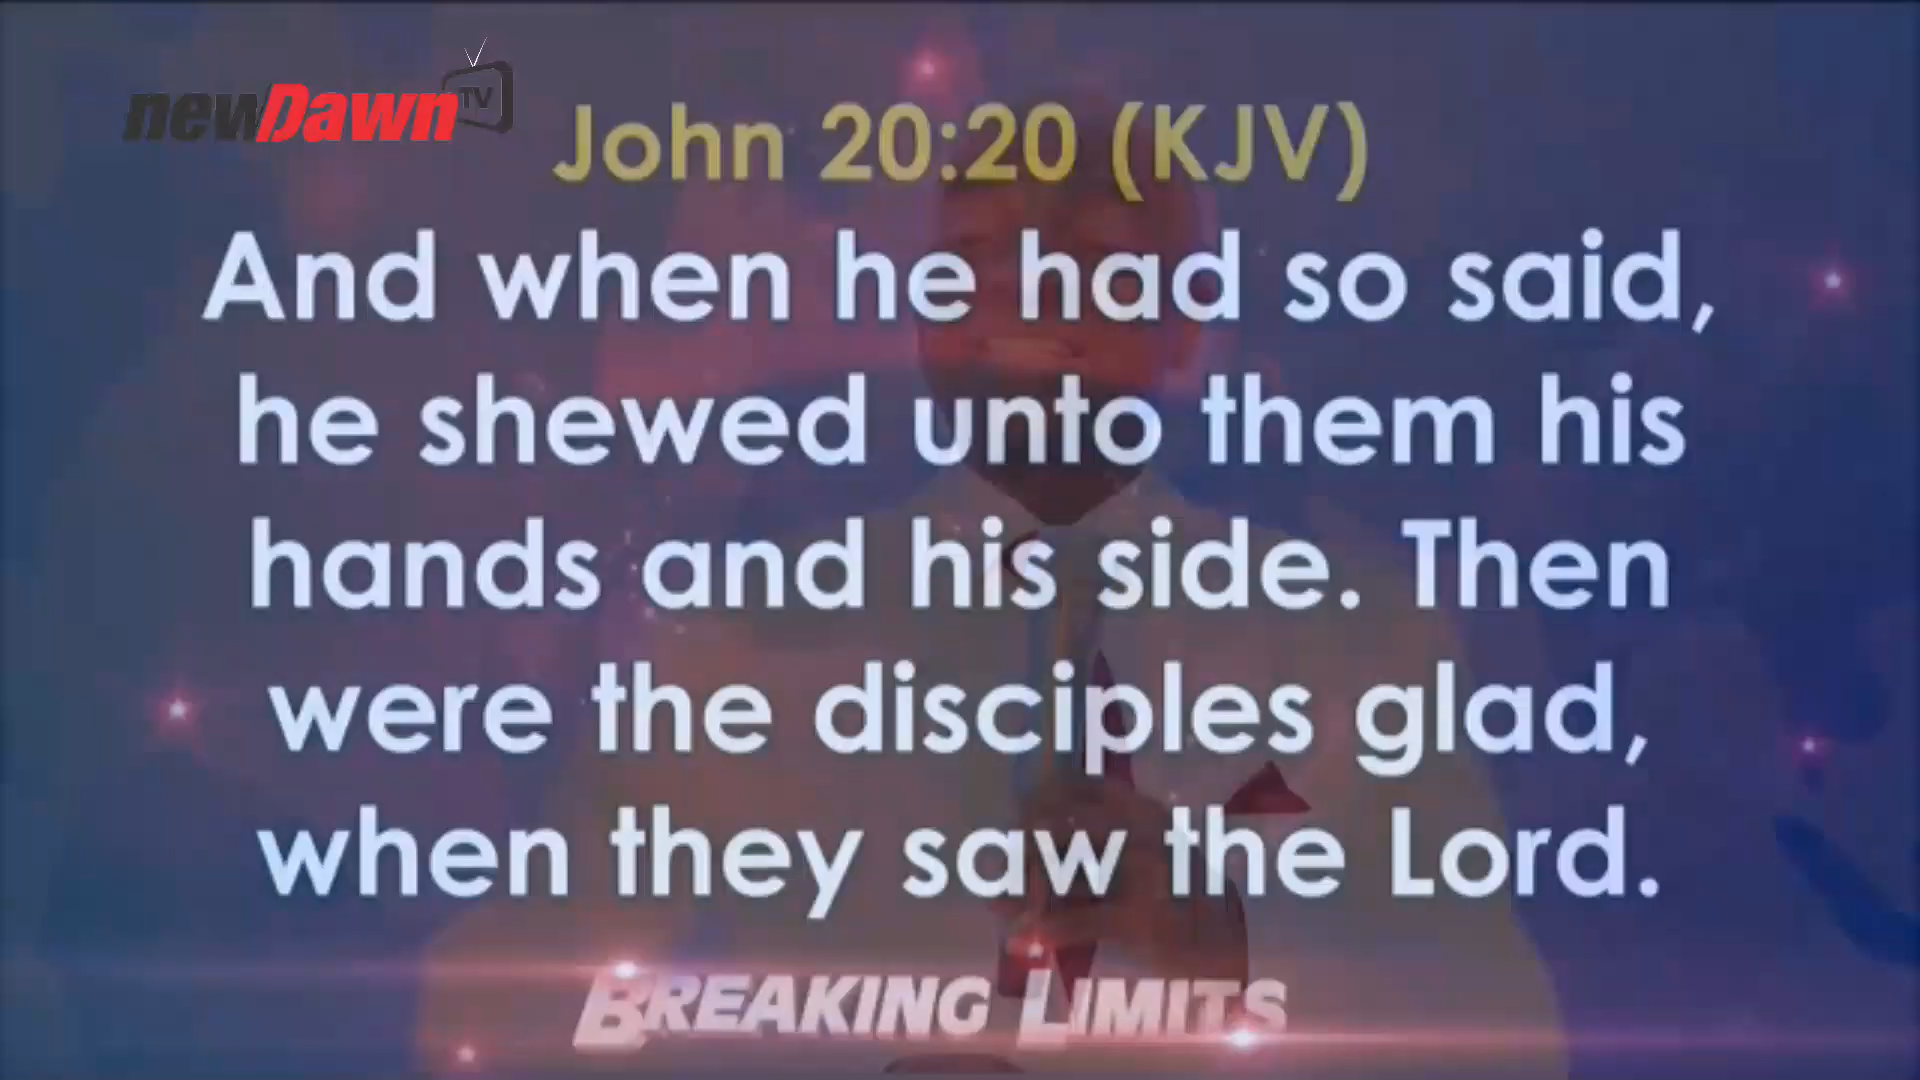 newDawn TV
John 20:20 (KJV)
And when he had so said,
he shewed unto them his
hands and his side. Then
were the disciples glad,
when they saw the Lord.
BREAKING LIMITS